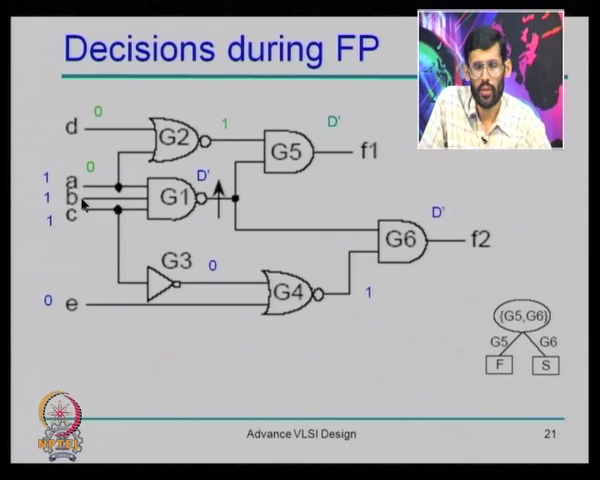 Decisions during FP
d 0
G2 1
G5 D' f1
0
1 a
1 b
1 c
G1 D'
G6 D' f2
G3 0
G4 1
0 e
{G5,G6}
G5 G6
F S
NPTEL
Advance VLSI Design
21